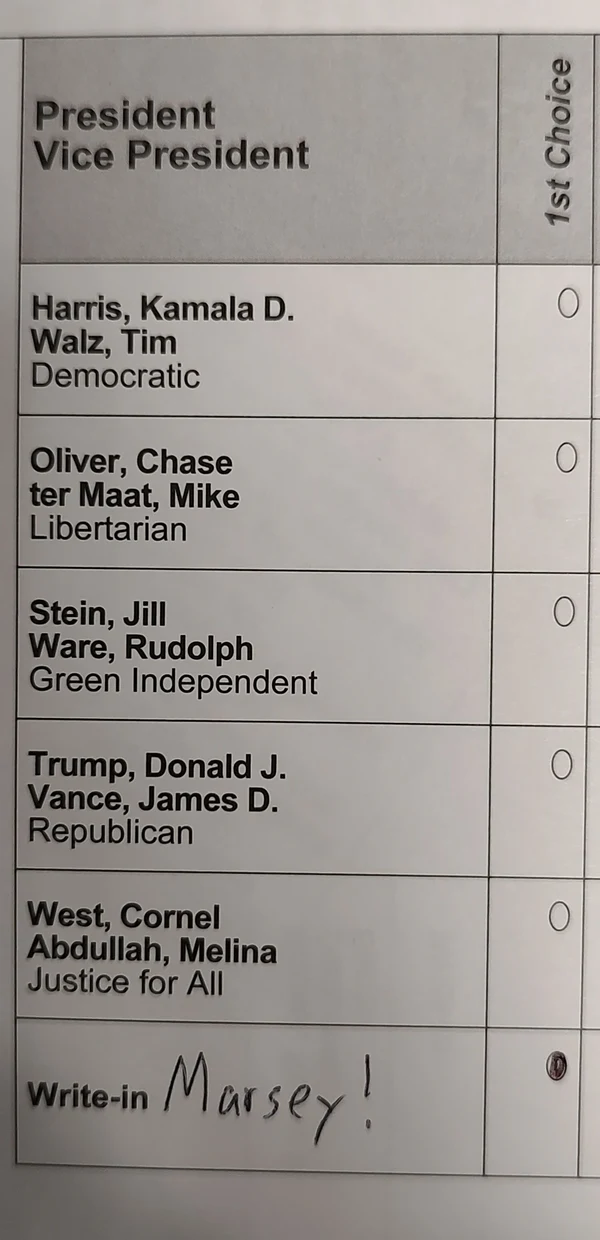 President
Vice President
1st Choice
Harris, Kamala D.
Walz, Tim
Democratic
Oliver, Chase
ter Maat, Mike
Libertarian
Stein, Jill
Ware, Rudolph
Green Independent
Trump, Donald J.
Vance, James D.
Republican
West, Cornel
Abdullah, Melina
Justice for All
Write-in Marsey!